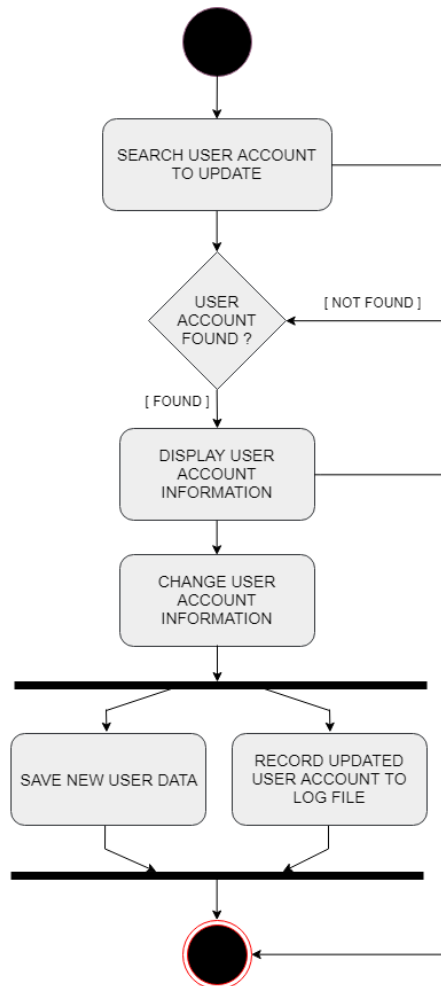 SEARCH USER ACCOUNT
TO UPDATE
USER
ACCOUNT
FOUND ?
[ NOT FOUND ]
[ FOUND ]
DISPLAY USER
ACCOUNT
INFORMATION
CHANGE USER
ACCOUNT
INFORMATION
SAVE NEW USER DATA
RECORD UPDATED
USER ACCOUNT TO
LOG FILE